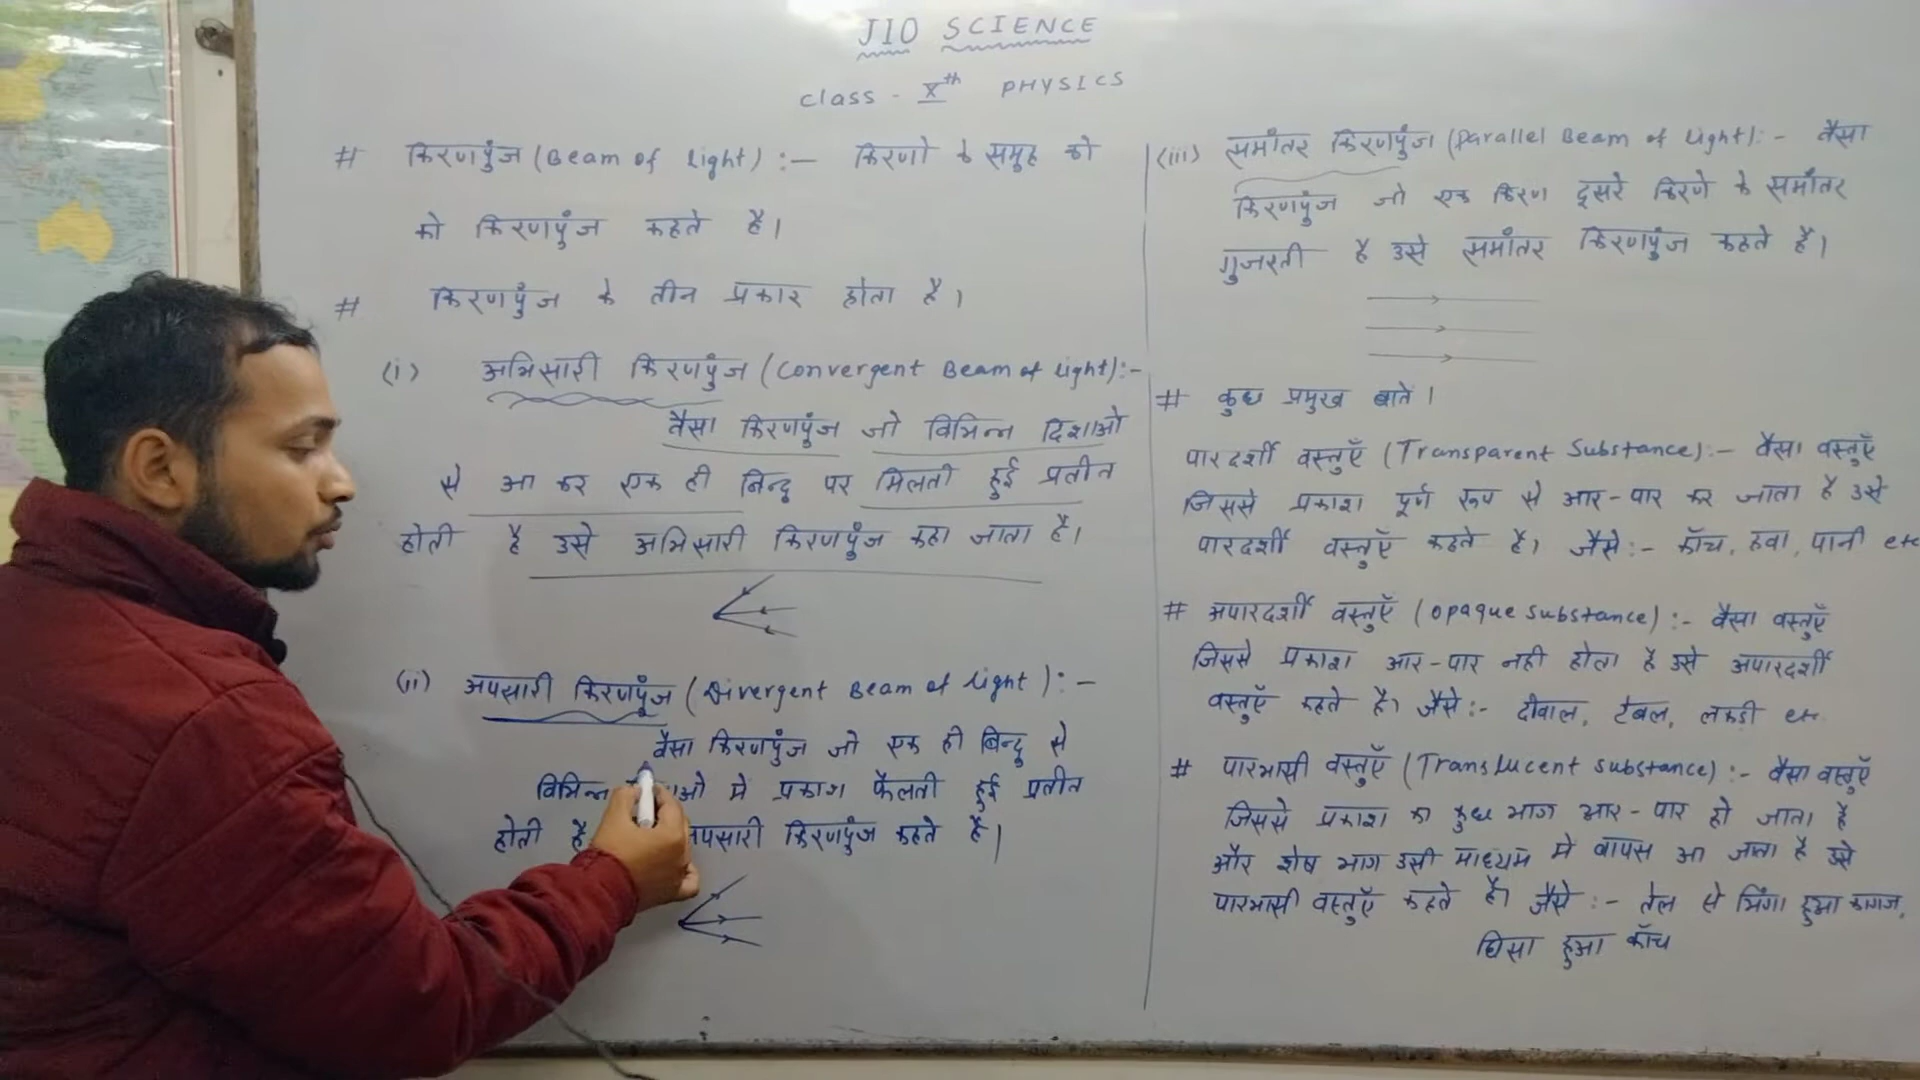 JIO SCIENCE
class - Xth PHYSICS
# किरणपुंज (Beam of Light) :- किरणो के समुह को
को किरणपुंज कहते है।
# किरणपुंज के तीन प्रकार होता है।
(i) अभिसारी किरणपुंज (Convergent Beam of Light):-
वैसा किरणपुंज जो विभिन्न दिशाओ
से आ कर एक ही बिन्दु पर मिलती हुई प्रतीत
होती है उसे अभिसारी किरणपुंज कहा जाता है।
(ii) अपसारी किरणपुंज (Divergent Beam of Light ) :-
वैसा किरणपुंज जो एक ही बिन्दु से
विभिन्न ओ मे प्रकाश फैलती हुई प्रतीत
होती है पसारी किरणपुंज कहते है।
(iii) समाँतर किरणपुंज (Parallel Beam of Light):- वैसा
किरणपुंज जो एक किरण दूसरे किरणे के समाँतर
गुजरती है उसे समाँतर किरणपुंज कहते है।
# कुछ प्रमुख बाते।
पारदर्शी वस्तुएँ (Transparent Substance):- वैसा वस्तुएँ
जिससे प्रकाश पूर्ण रूप से आर-पार कर जाता है उसे
पारदर्शी वस्तुएँ कहते है। जैसे:- काँच, हवा, पानी etc
# अपारदर्शी वस्तुएँ (opaque substance) :- वैसा वस्तुएँ
जिससे प्रकाश आर-पार नही होता है उसे अपारदर्शी
वस्तुएँ कहते है। जैसे:- दीवाल, टेबल, लकडी etc
# पारभासी वस्तुएँ (Translucent substance) :- वैसा वस्तुएँ
जिससे प्रकाश का कुछ भाग आर-पार हो जाता है
और शेष भाग उसी माध्यम मे वापस आ जाता है उसे
पारभासी वस्तुएँ कहते है। जैसे :- तेल से भिंगा हुआ कागज,
घिसा हुआ काँच